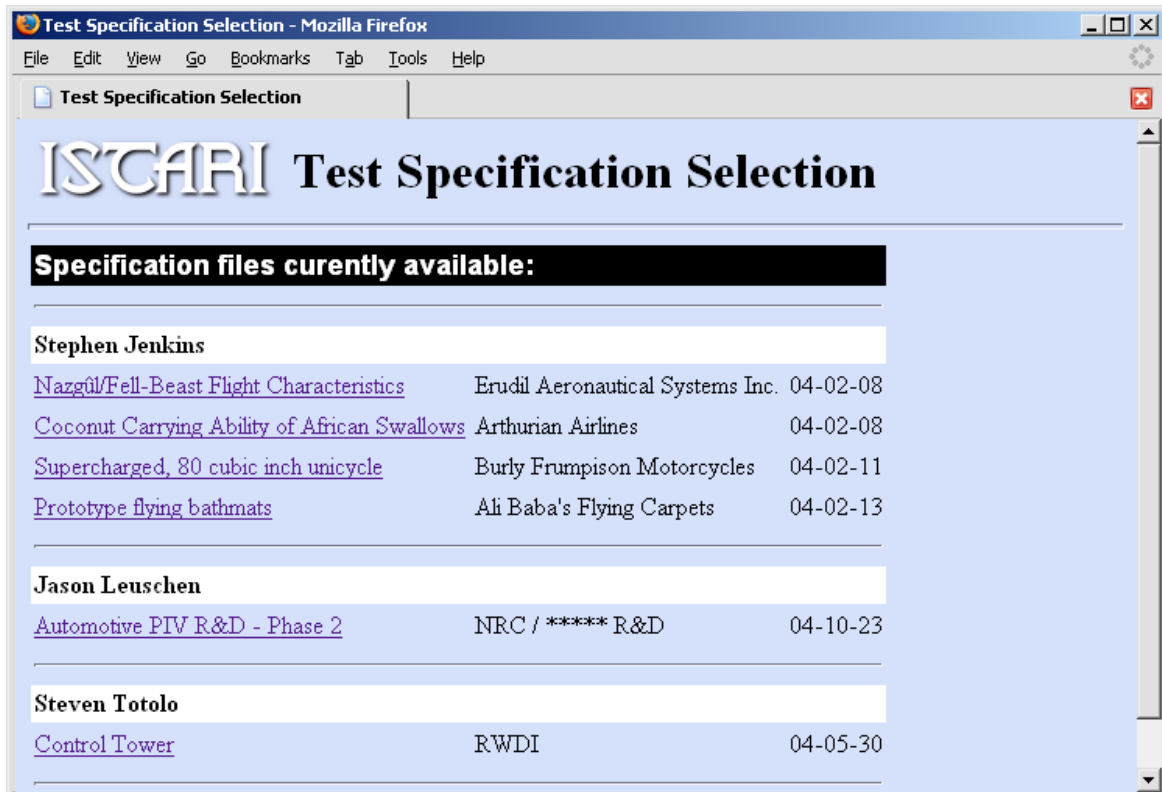 Test Specification Selection - Mozilla Firefox
File Edit View Go Bookmarks Tab Tools Help
Test Specification Selection
ISTARI Test Specification Selection
Specification files curently available:
Stephen Jenkins
Nazgûl/Fell-Beast Flight Characteristics Erudil Aeronautical Systems Inc. 04-02-08
Coconut Carrying Ability of African Swallows Arthurian Airlines 04-02-08
Supercharged, 80 cubic inch unicycle Burly Frumpison Motorcycles 04-02-11
Prototype flying bathmats Ali Baba's Flying Carpets 04-02-13
Jason Leuschen
Automotive PIV R&D - Phase 2 NRC / ***** R&D 04-10-23
Steven Totolo
Control Tower RWDI 04-05-30